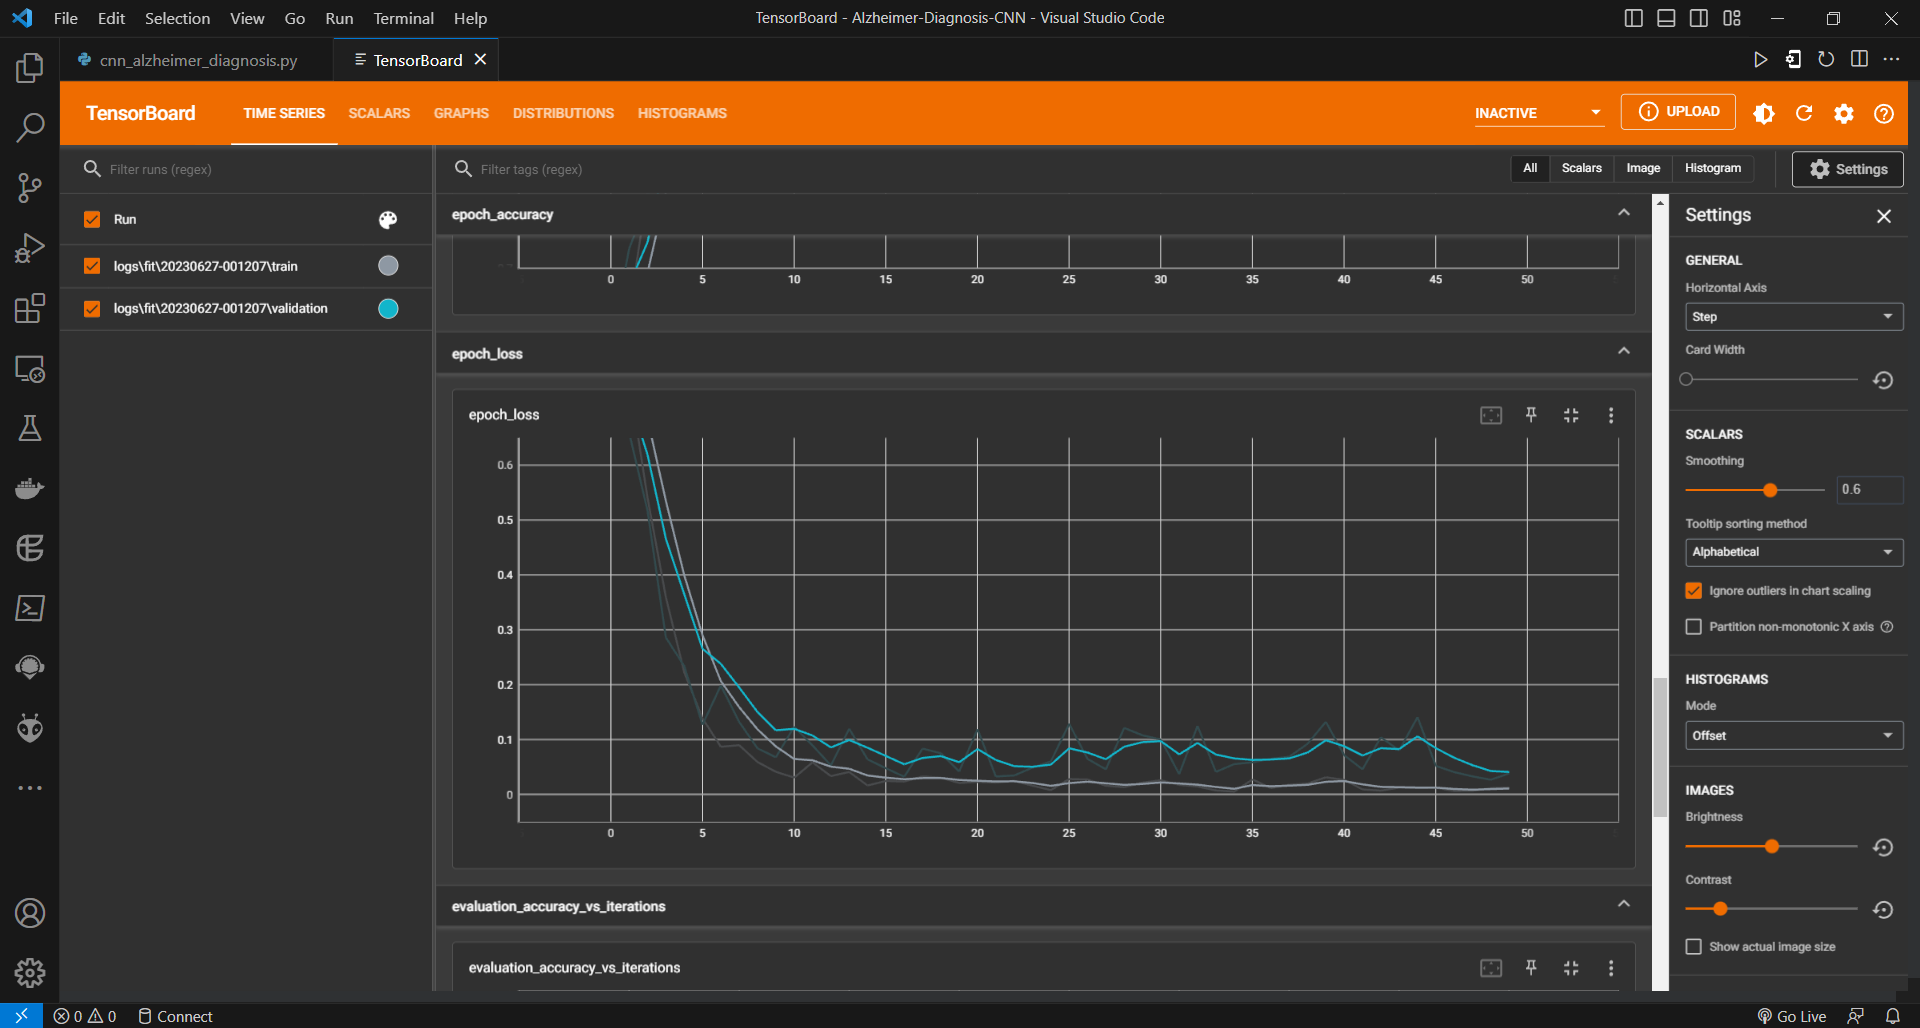 File Edit Selection View Go Run Terminal Help
TensorBoard - Alzheimer-Diagnosis-CNN - Visual Studio Code
cnn_alzheimer_diagnosis.py
TensorBoard
TensorBoard
TIME SERIES SCALARS GRAPHS DISTRIBUTIONS HISTOGRAMS
INACTIVE
UPLOAD
Filter runs (regex)
Run
logs\fit\20230627-001207\train
logs\fit\20230627-001207\validation
Filter tags (regex)
All Scalars Image Histogram
Settings
epoch_accuracy
0 5 10 15 20 25 30 35 40 45 50
epoch_loss
epoch_loss
0.6
0.5
0.4
0.3
0.2
0.1
0
0 5 10 15 20 25 30 35 40 45 50
evaluation_accuracy_vs_iterations
evaluation_accuracy_vs_iterations
Settings
GENERAL
Horizontal Axis
Step
Card Width
SCALARS
Smoothing
0.6
Tooltip sorting method
Alphabetical
Ignore outliers in chart scaling
Partition non-monotonic X axis
HISTOGRAMS
Mode
Offset
IMAGES
Brightness
Contrast
Show actual image size
0 0 Connect
Go Live